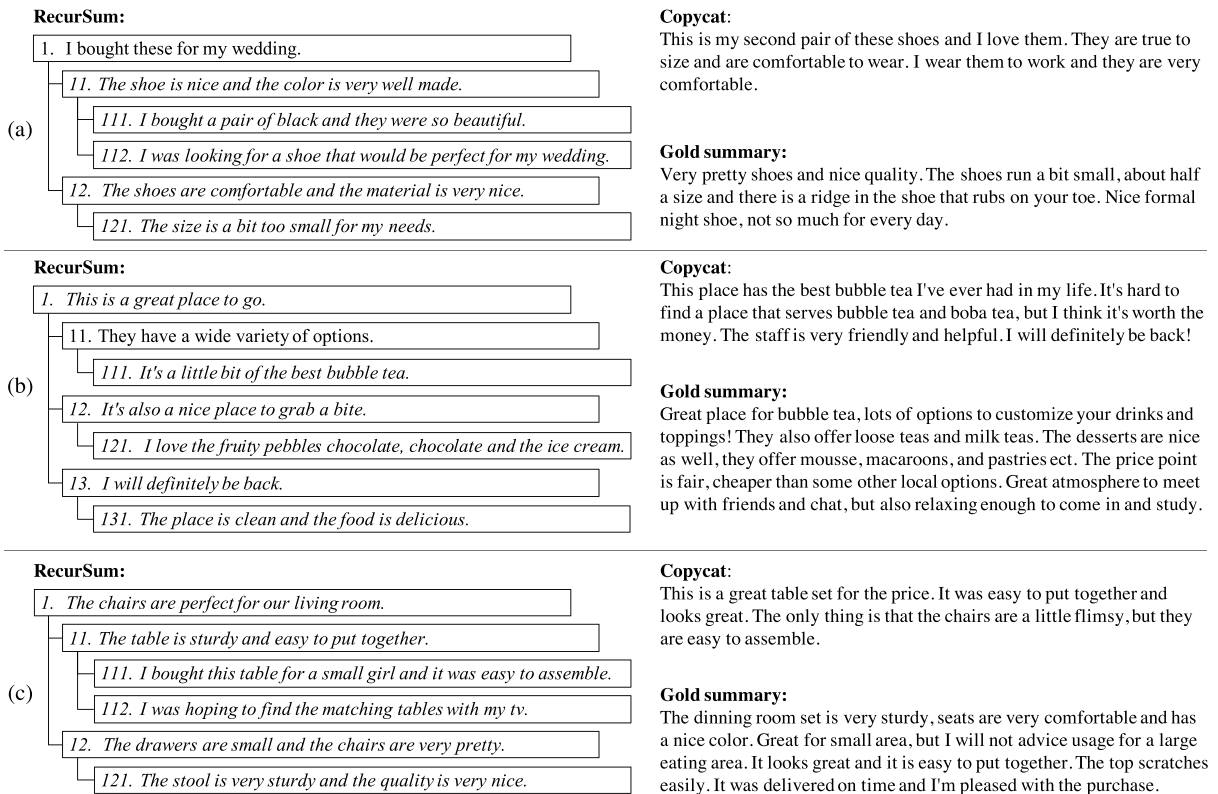 RecurSum:
1. I bought these for my wedding.
11. The shoe is nice and the color is very well made.
111. I bought a pair of black and they were so beautiful.
(a)
112. I was looking for a shoe that would be perfect for my wedding.
12. The shoes are comfortable and the material is very nice.
121. The size is a bit too small for my needs.
Copycat:
This is my second pair of these shoes and I love them. They are true to
size and are comfortable to wear. I wear them to work and they are very
comfortable.
Gold summary:
Very pretty shoes and nice quality. The shoes run a bit small, about half
a size and there is a ridge in the shoe that rubs on your toe. Nice formal
night shoe, not so much for every day.
RecurSum:
1. This is a great place to go.
11. They have a wide variety of options.
111. It's a little bit of the best bubble tea.
(b)
12. It's also a nice place to grab a bite.
121. I love the fruity pebbles chocolate, chocolate and the ice cream.
13. I will definitely be back.
131. The place is clean and the food is delicious.
Copycat:
This place has the best bubble tea I've ever had in my life. It's hard to
find a place that serves bubble tea and boba tea, but I think it's worth the
money. The staff is very friendly and helpful. I will definitely be back!
Gold summary:
Great place for bubble tea, lots of options to customize your drinks and
toppings! They also offer loose teas and milk teas. The desserts are nice
as well, they offer mousse, macaroons, and pastries ect. The price point
is fair, cheaper than some other local options. Great atmosphere to meet
up with friends and chat, but also relaxing enough to come in and study.
RecurSum:
1. The chairs are perfect for our living room.
11. The table is sturdy and easy to put together.
111. I bought this table for a small girl and it was easy to assemble.
(c)
112. I was hoping to find the matching tables with my tv.
12. The drawers are small and the chairs are very pretty.
121. The stool is very sturdy and the quality is very nice.
Copycat:
This is a great table set for the price. It was easy to put together and
looks great. The only thing is that the chairs are a little flimsy, but they
are easy to assemble.
Gold summary:
The dinning room set is very sturdy, seats are very comfortable and has
a nice color. Great for small area, but I will not advice usage for a large
eating area. It looks great and it is easy to put together. The top scratches
easily. It was delivered on time and I'm pleased with the purchase.